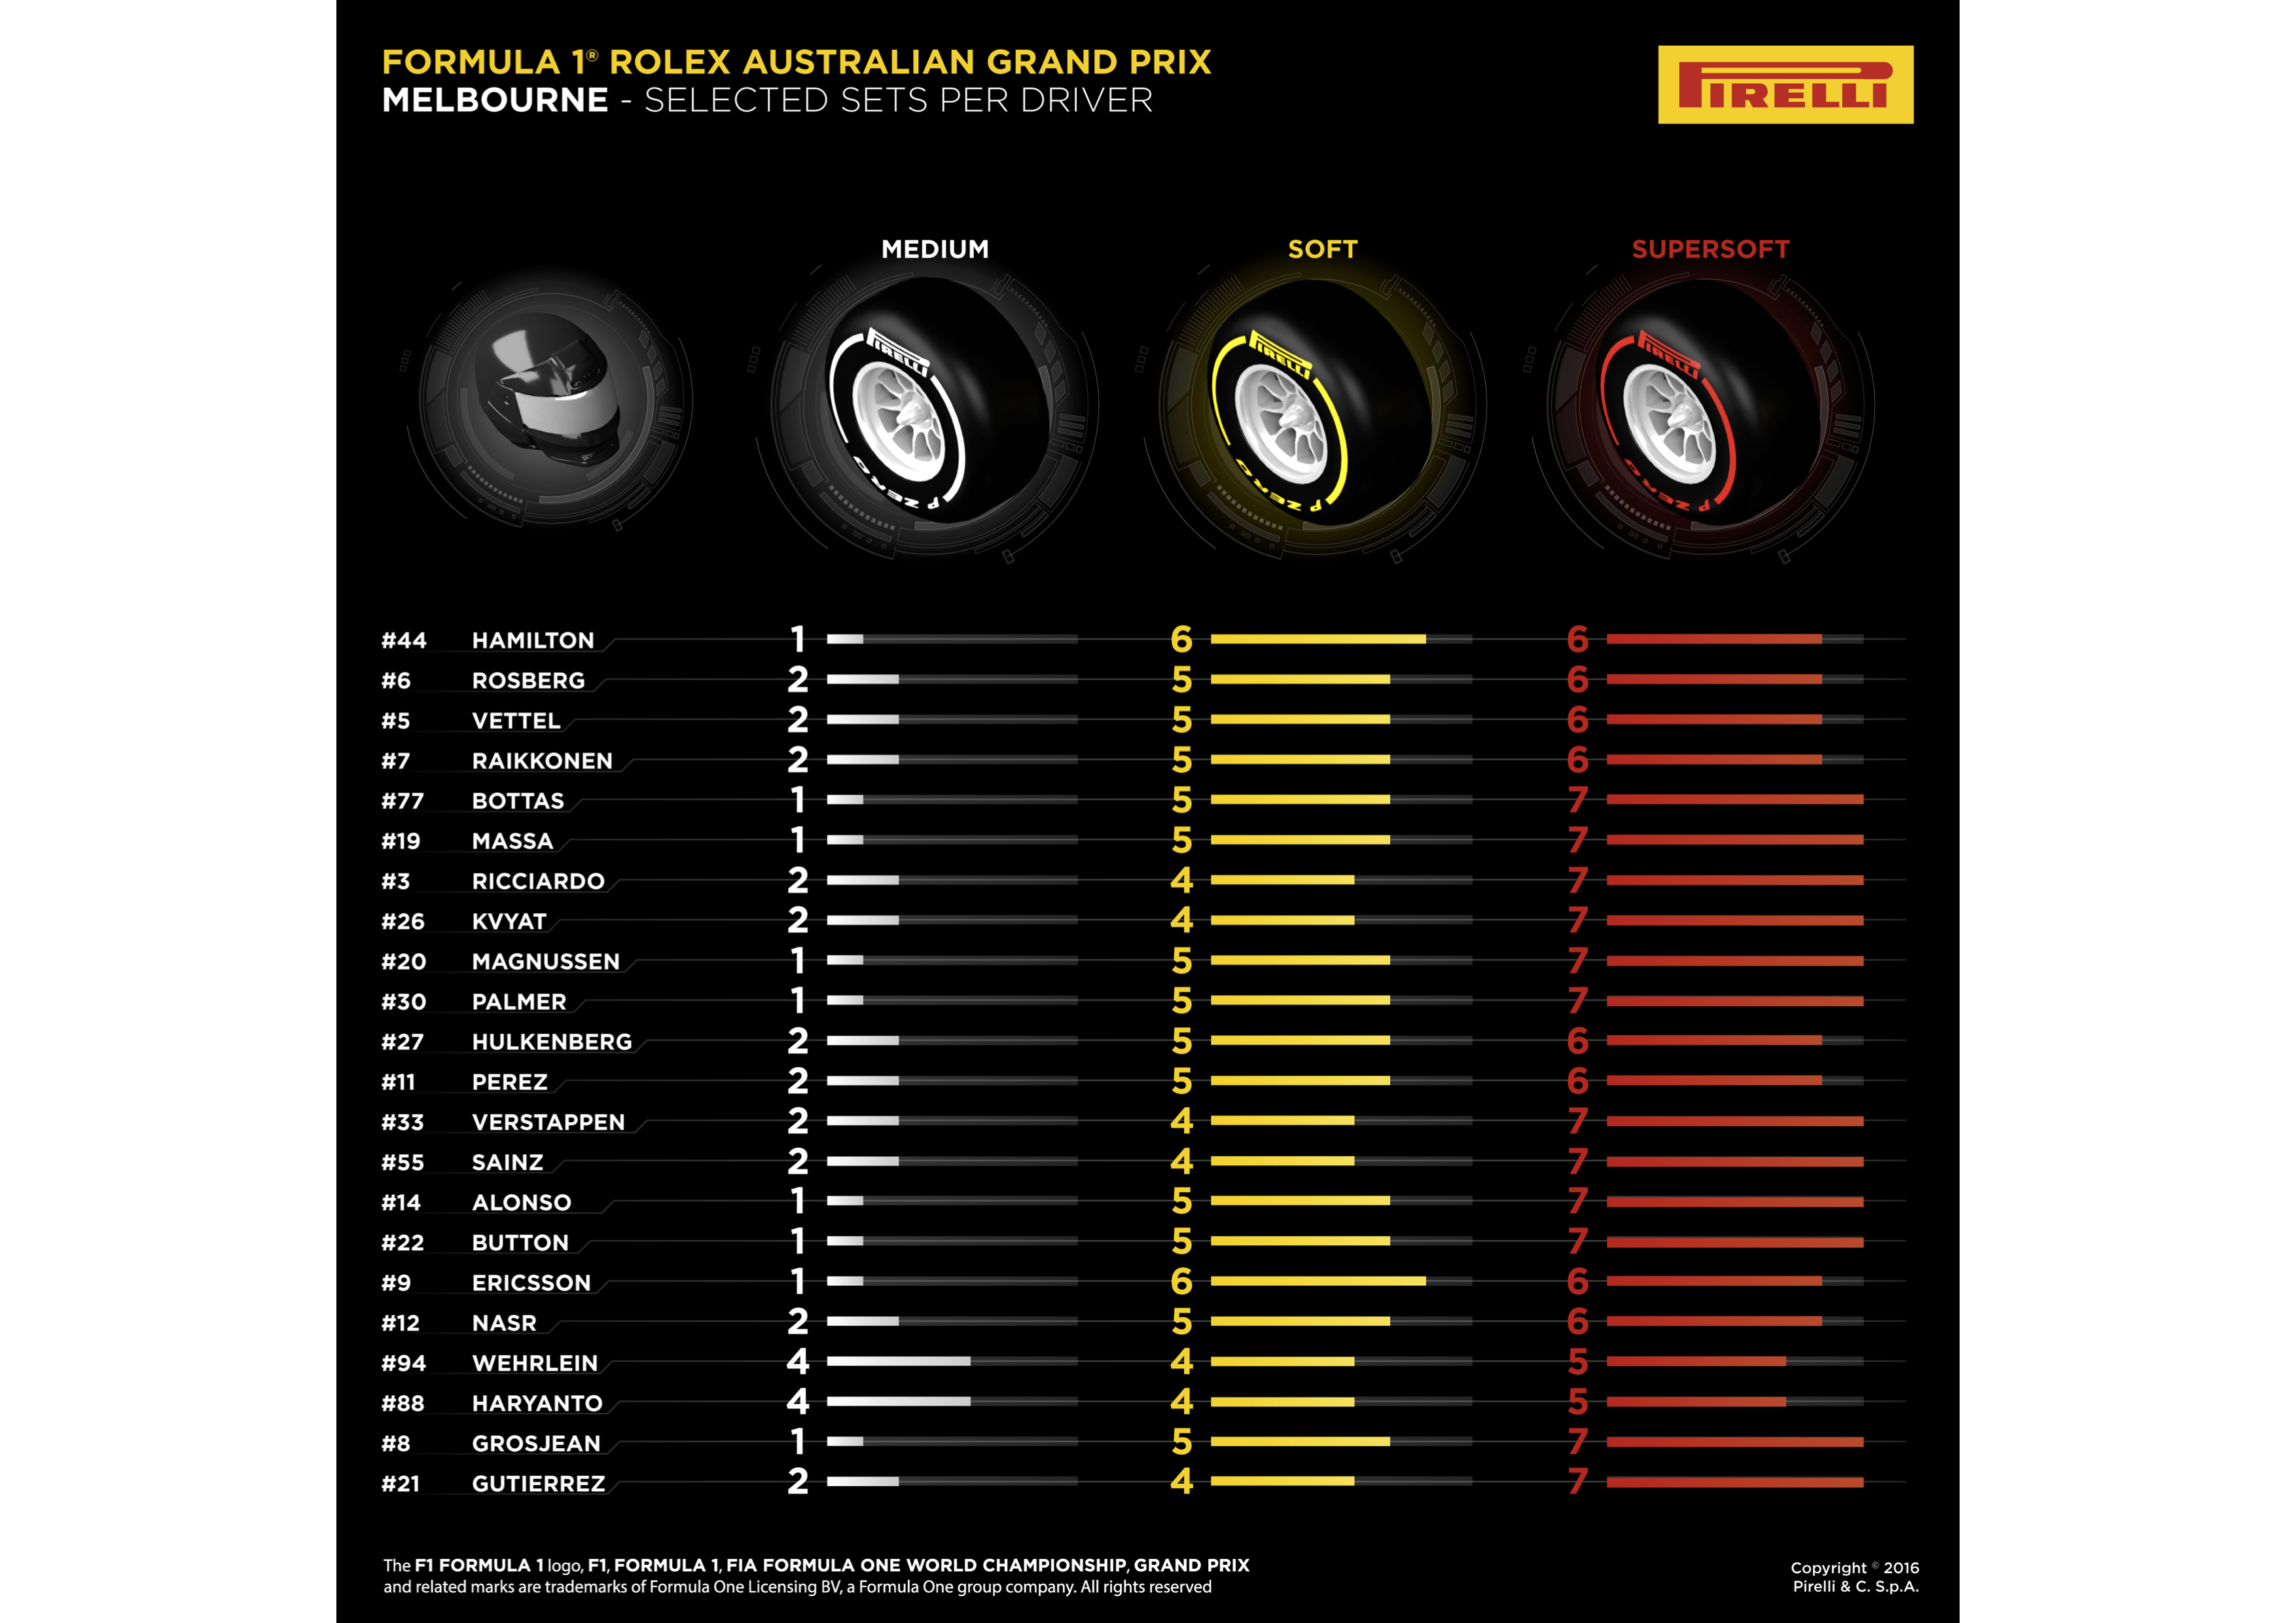 FORMULA 1® ROLEX AUSTRALIAN GRAND PRIX
MELBOURNE - SELECTED SETS PER DRIVER
PIRELLI
MEDIUM SOFT SUPERSOFT
PIRELLI PIRELLI PIRELLI
P ZERO P ZERO P ZERO
#44 HAMILTON 1 6 6
#6 ROSBERG 2 5 6
#5 VETTEL 2 5 6
#7 RAIKKONEN 2 5 6
#77 BOTTAS 1 5 7
#19 MASSA 1 5 7
#3 RICCIARDO 2 4 7
#26 KVYAT 2 4 7
#20 MAGNUSSEN 1 5 7
#30 PALMER 1 5 7
#27 HULKENBERG 2 5 6
#11 PEREZ 2 5 6
#33 VERSTAPPEN 2 4 7
#55 SAINZ 2 4 7
#14 ALONSO 1 5 7
#22 BUTTON 1 5 7
#9 ERICSSON 1 6 6
#12 NASR 2 5 6
#94 WEHRLEIN 4 4 5
#88 HARYANTO 4 4 5
#8 GROSJEAN 1 5 7
#21 GUTIERREZ 2 4 7
The F1 FORMULA 1 logo, F1, FORMULA 1, FIA FORMULA ONE WORLD CHAMPIONSHIP, GRAND PRIX
and related marks are trademarks of Formula One Licensing BV, a Formula One group company. All rights reserved
Copyright © 2016
Pirelli & C. S.p.A.